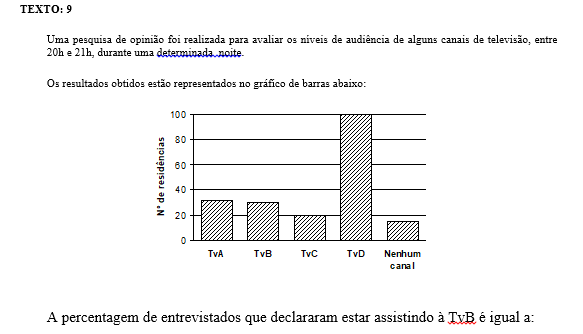 TEXTO: 9
Uma pesquisa de opinião foi realizada para avaliar os níveis de audiência de alguns canais de televisão, entre
20h e 21h, durante uma determinada noite.
Os resultados obtidos estão representados no gráfico de barras abaixo:
100
80
60
40
20
0
N° de residências
TvA TvB TvC TvD Nenhum
canal
A percentagem de entrevistados que declararam estar assistindo à TvB é igual a: